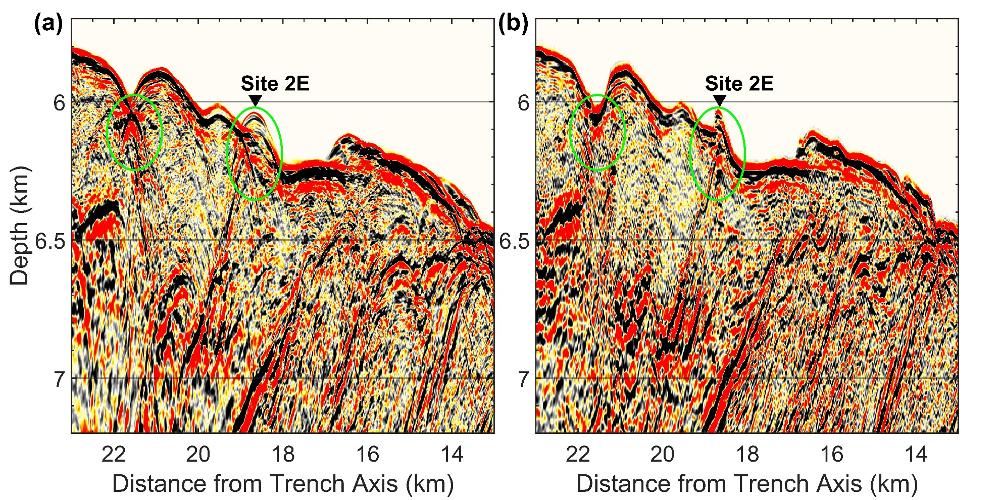 (a)
Site 2E
6
6.5
7
Depth (km)
22 20 18 16 14
Distance from Trench Axis (km)
(b)
Site 2E
6
6.5
7
22 20 18 16 14
Distance from Trench Axis (km)